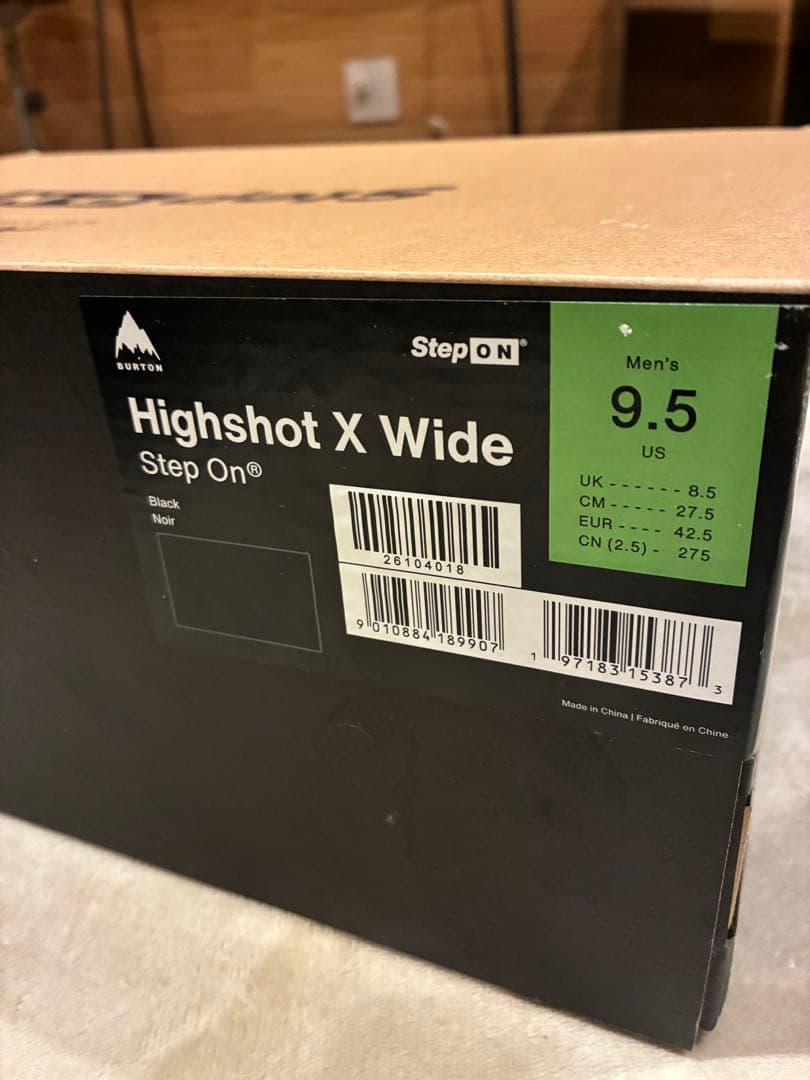 BURTON
StepON®
Highshot X Wide
Step On®
Black
Noir
26104018
9 010884 189907
1 97183 15387 3
Made in China | Fabriqué en Chine
Men's
9.5
US
UK - - - - - - 8.5
CM - - - - - 27.5
EUR - - - - 42.5
CN (2.5) - 275